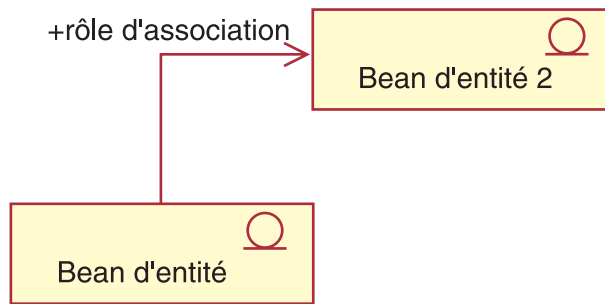 +rôle d'association
Bean d'entité 2
Bean d'entité